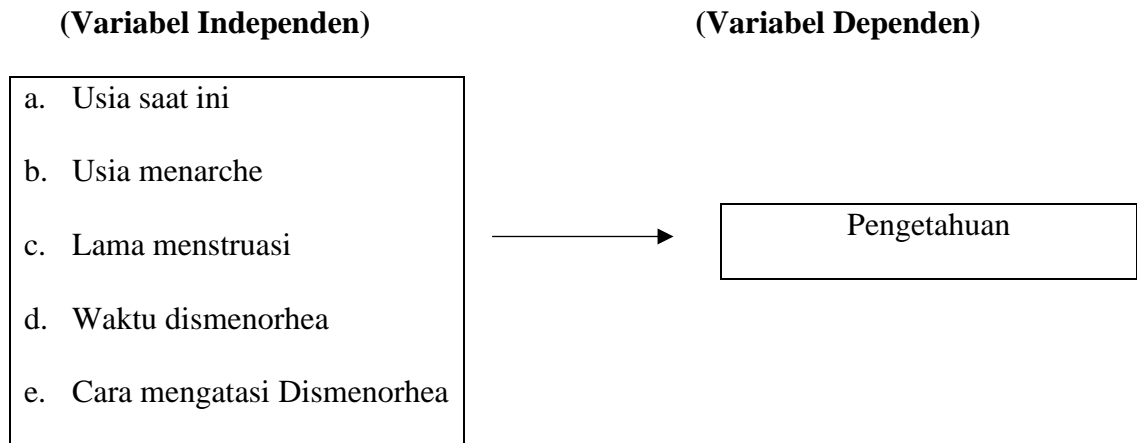 (Variabel Independen) (Variabel Dependen)
a. Usia saat ini
b. Usia menarche
c. Lama menstruasi
d. Waktu dismenorhea
e. Cara mengatasi Dismenorhea
Pengetahuan